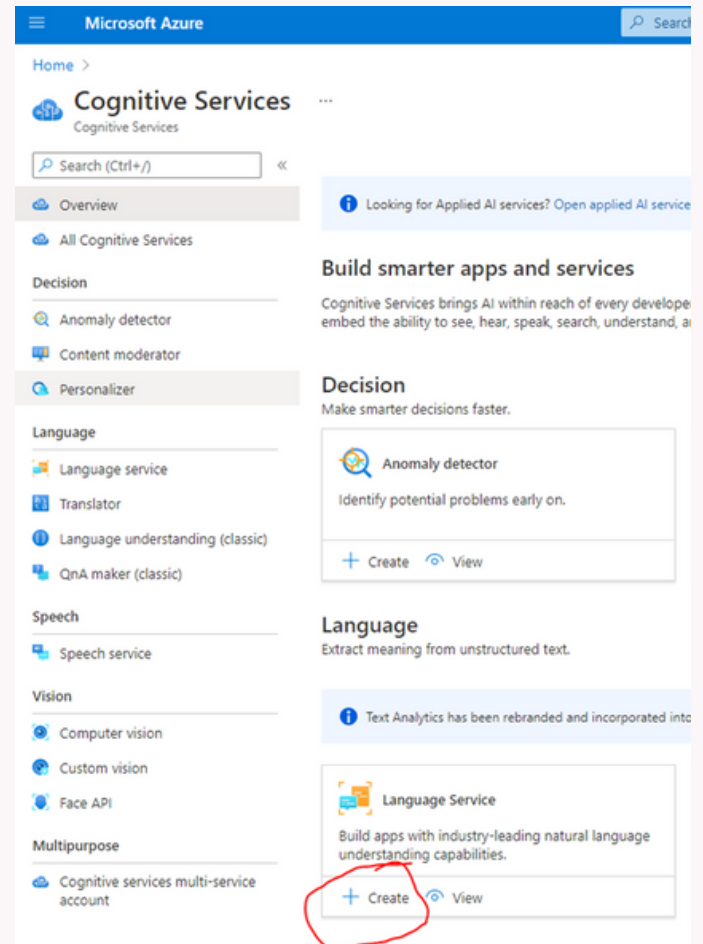 Microsoft Azure
Search
Home >
Cognitive Services ...
Cognitive Services
Search (Ctrl+/) «
Overview
All Cognitive Services
Decision
Anomaly detector
Content moderator
Personalizer
Language
Language service
Translator
Language understanding (classic)
QnA maker (classic)
Speech
Speech service
Vision
Computer vision
Custom vision
Face API
Multipurpose
Cognitive services multi-service
account
Looking for Applied AI services? Open applied AI service
Build smarter apps and services
Cognitive Services brings AI within reach of every develope
embed the ability to see, hear, speak, search, understand,
Decision
Make smarter decisions faster.
Anomaly detector
Identify potential problems early on.
+ Create View
Language
Extract meaning from unstructured text.
Text Analytics has been rebranded and incorporated into
Language Service
Build apps with industry-leading natural language
understanding capabilities.
+ Create View